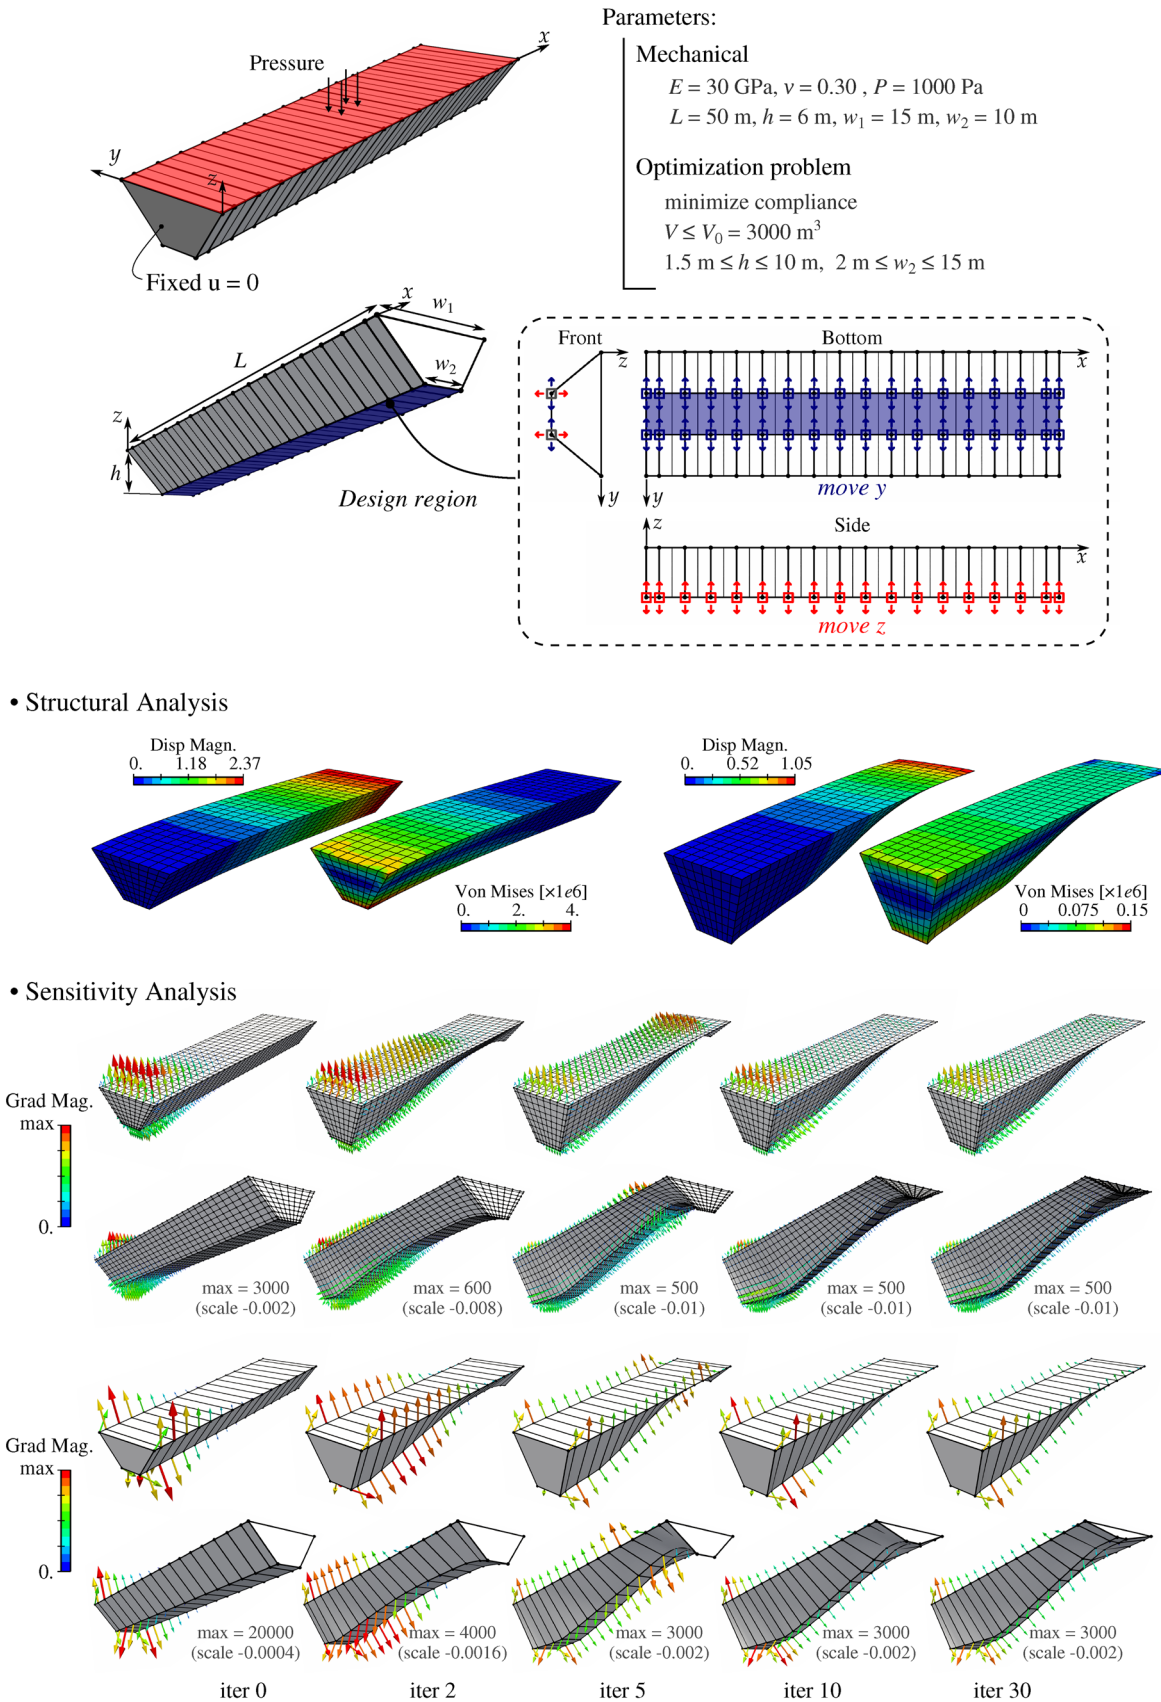 Parameters:
Mechanical
E = 30 GPa, ν = 0.30 , P = 1000 Pa
L = 50 m, h = 6 m, w₁ = 15 m, w₂ = 10 m
Optimization problem
minimize compliance
V ≤ V₀ = 3000 m³
1.5 m ≤ h ≤ 10 m, 2 m ≤ w₂ ≤ 15 m
Pressure
x
y
z
Fixed u = 0
x
w₁
L
w₂
z
h
Design region
Front
z
y
Bottom
x
y
move y
Side
z
x
move z
• Structural Analysis
Disp Magn.
0. 1.18 2.37
Von Mises [×1e6]
0. 2. 4.
Disp Magn.
0. 0.52 1.05
Von Mises [×1e6]
0 0.075 0.15
• Sensitivity Analysis
Grad Mag.
max
0.
max = 3000
(scale -0.002)
max = 600
(scale -0.008)
max = 500
(scale -0.01)
max = 500
(scale -0.01)
max = 500
(scale -0.01)
Grad Mag.
max
0.
max = 20000
(scale -0.0004)
max = 4000
(scale -0.0016)
max = 3000
(scale -0.002)
max = 3000
(scale -0.002)
max = 3000
(scale -0.002)
iter 0 iter 2 iter 5 iter 10 iter 30